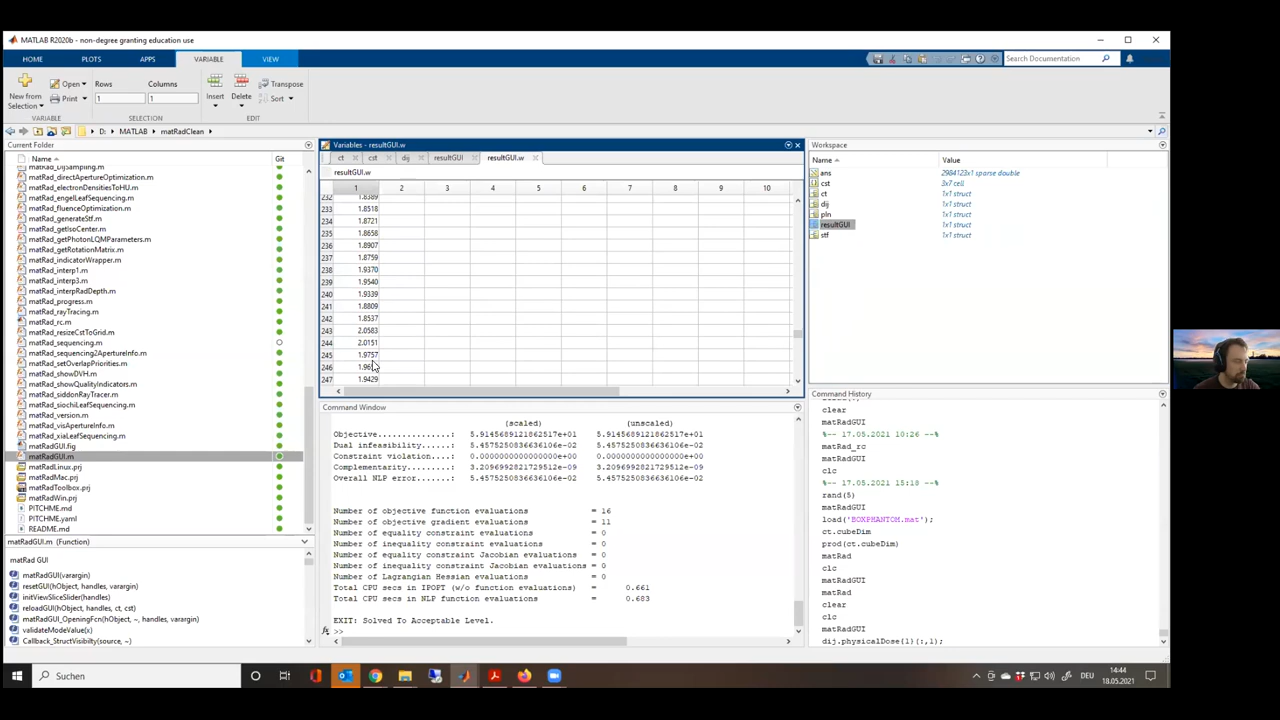 MATLAB R2020b - non-degree granting education use
HOME PLOTS APPS VARIABLE VIEW
Search Documentation
New from Selection
Open
Print
Rows Columns
1 1
Insert Delete
Transpose
Sort
VARIABLE SELECTION EDIT
D: MATLAB matRadClean
Current Folder
Name Git
matRad_DijSampling.m
matRad_directApertureOptimization.m
matRad_electronDensitiesToHU.m
matRad_engelLeafSequencing.m
matRad_fluenceOptimization.m
matRad_generateStf.m
matRad_getIsoCenter.m
matRad_getPhotonLQMParameters.m
matRad_getRotationMatrix.m
matRad_indicatorWrapper.m
matRad_interp1.m
matRad_interp3.m
matRad_interpRadDepth.m
matRad_progress.m
matRad_rayTracing.m
matRad_rc.m
matRad_resizeCstToGrid.m
matRad_sequencing.m
matRad_sequencing2ApertureInfo.m
matRad_setOverlapPriorities.m
matRad_showDVH.m
matRad_showQualityIndicators.m
matRad_siddonRayTracer.m
matRad_siochiLeafSequencing.m
matRad_version.m
matRad_visApertureInfo.m
matRad_xiaLeafSequencing.m
matRadGUI.fig
matRadGUI.m
matRadLinux.prj
matRadMac.prj
matRadToolbox.prj
matRadWin.prj
PITCHME.md
PITCHME.yaml
README.md
matRadGUI.m (Function)
matRad GUI
matRadGUI(varargin)
resetGUI(hObject, handles, varargin)
initViewSliceSlider(handles)
reloadGUI(hObject, handles, ct, cst)
matRadGUI_OpeningFcn(hObject, ~, handles, varargin)
validateModeValue(x)
Callback_StructVisibilty(source, ~)
Variables - resultGUI.w
ct cst dij resultGUI resultGUI.w
resultGUI.w
1 2 3 4 5 6 7 8 9 10
232 1.8389
233 1.8518
234 1.8721
235 1.8658
236 1.8907
237 1.8759
238 1.9370
239 1.9540
240 1.9339
241 1.8809
242 1.8537
243 2.0583
244 2.0151
245 1.9757
246
247 1.9429
Command Window
(scaled) (unscaled)
Objective...............: 5.9145689121862517e+01 5.9145689121862517e+01
Dual infeasibility......: 5.4575250836636106e-02 5.4575250836636106e-02
Constraint violation....: 0.0000000000000000e+00 0.0000000000000000e+00
Complementarity.........: 3.2096992821729512e-09 3.2096992821729512e-09
Overall NLP error.......: 5.4575250836636106e-02 5.4575250836636106e-02
Number of objective function evaluations = 16
Number of objective gradient evaluations = 11
Number of equality constraint evaluations = 0
Number of inequality constraint evaluations = 0
Number of equality constraint Jacobian evaluations = 0
Number of inequality constraint Jacobian evaluations = 0
Number of Lagrangian Hessian evaluations = 0
Total CPU secs in IPOPT (w/o function evaluations) = 0.661
Total CPU secs in NLP function evaluations = 0.683
EXIT: Solved To Acceptable Level.
fx >>
Workspace
Name Value
ans 2984123x1 sparse double
cst 3x7 cell
ct 1x1 struct
dij 1x1 struct
pln 1x1 struct
resultGUI 1x1 struct
stf 1x1 struct
Command History
clear
matRadGUI
%-- 17.05.2021 10:26 --%
matRad_rc
matRadGUI
clc
%-- 17.05.2021 15:18 --%
rand(5)
matRadGUI
load('BOXPHANTOM.mat');
ct.cubeDim
prod(ct.cubeDim)
matRad
clc
matRadGUI
matRad
clear
clc
matRadGUI
dij.physicalDose{1}(:,1);
Suchen
DEU
14:44
18.05.2021